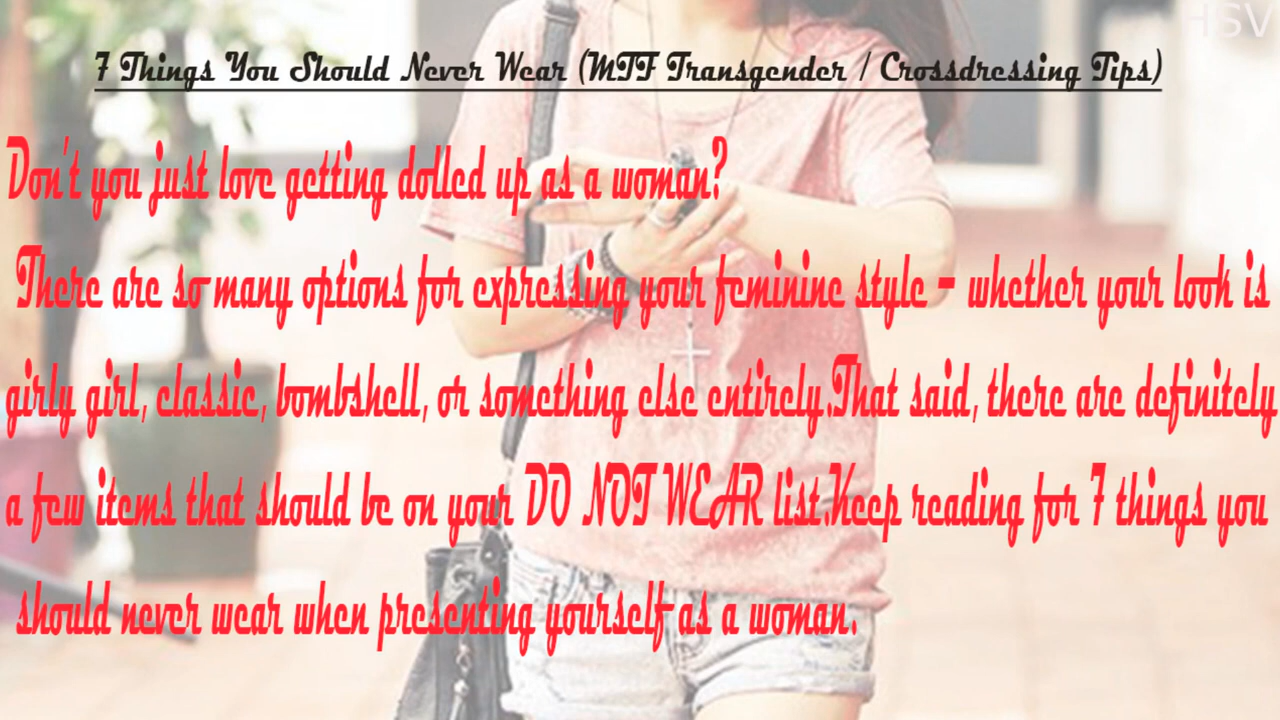 HSV
7 Things You Should Never Wear (MTF Transgender / Crossdressing Tips)
Don't you just love getting dolled up as a woman?
There are so many options for expressing your feminine style – whether your look is
girly girl, classic, bombshell, or something else entirely.That said, there are definitely
a few items that should be on your DO NOT WEAR list.Keep reading for 7 things you
should never wear when presenting yourself as a woman.